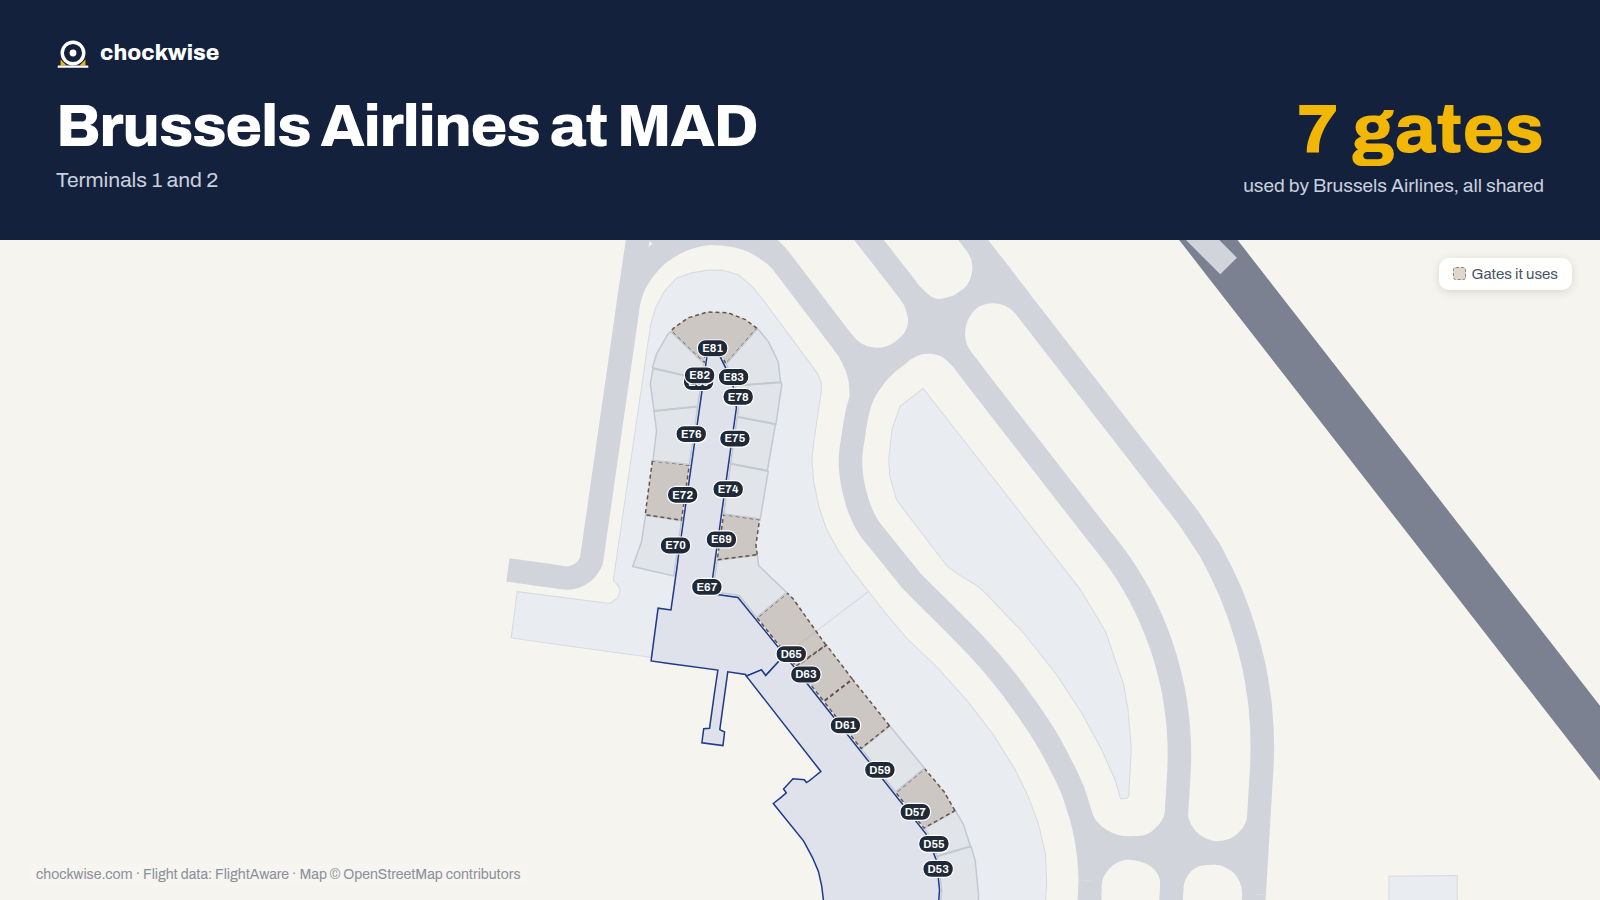 chockwise
Brussels Airlines at MAD
Terminals 1 and 2
7 gates
used by Brussels Airlines, all shared
Gates it uses
E81
E82
E83
E78
E76
E75
E72
E74
E70
E69
E67
D65
D63
D61
D59
D57
D55
D53
chockwise.com · Flight data: FlightAware · Map © OpenStreetMap contributors